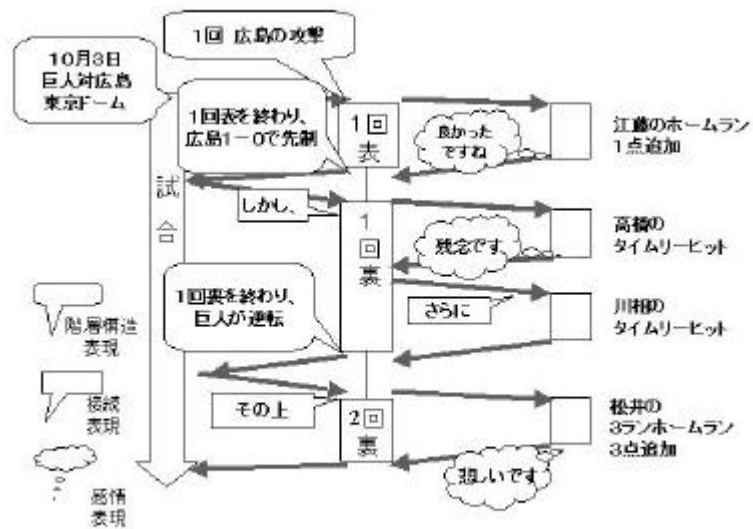 1回 広島の攻撃
10月3日
巨人対広島
東京ドーム
1回表を終わり、
広島1－0で先制
1回表
良かった
ですね
江藤のホームラン
1点追加
試合
しかし、
1回裏
残念です
高橋の
タイムリーヒット
1回裏を終わり、
巨人が逆転
さらに
川相の
タイムリーヒット
階層構造
表現
接続
表現
その上
2回裏
松井の
3ランホームラン
3点追加
悲しいです
感情
表現